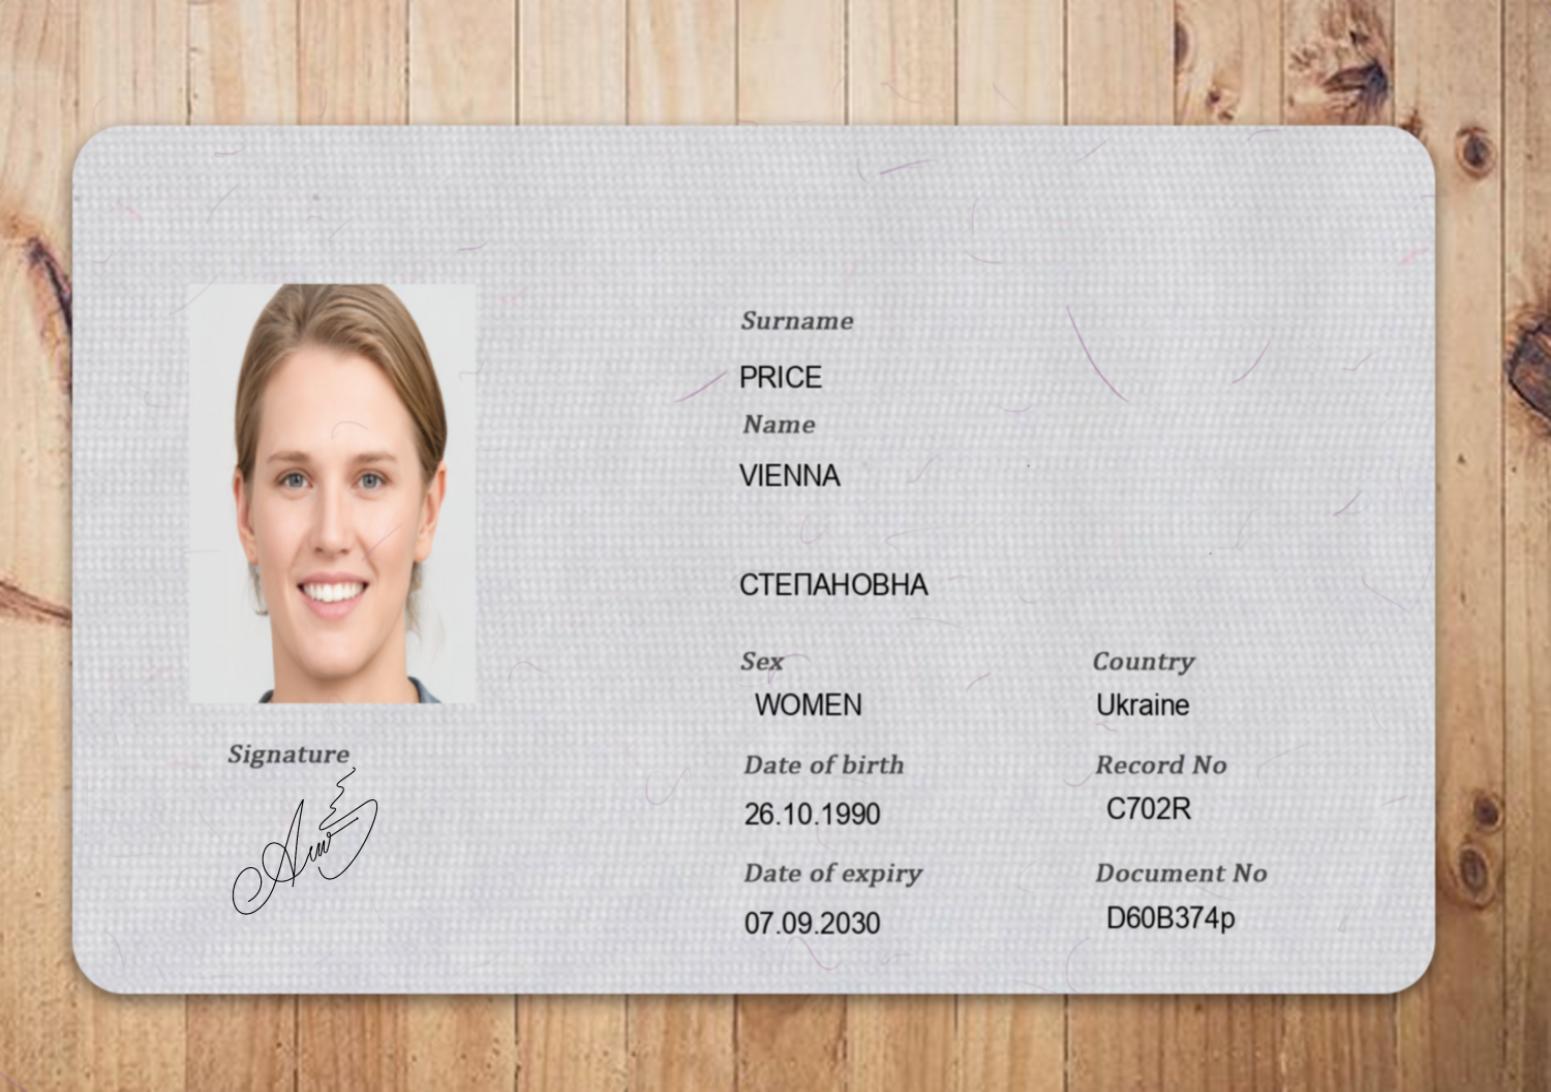 Surname
PRICE
Name
VIENNA
СТЕПАНОВНА
Sex
Country
WOMEN
Ukraine
Signature
Date of birth
Record No
26.10.1990
C702R
Date of expiry
Document No
07.09.2030
D60B374p